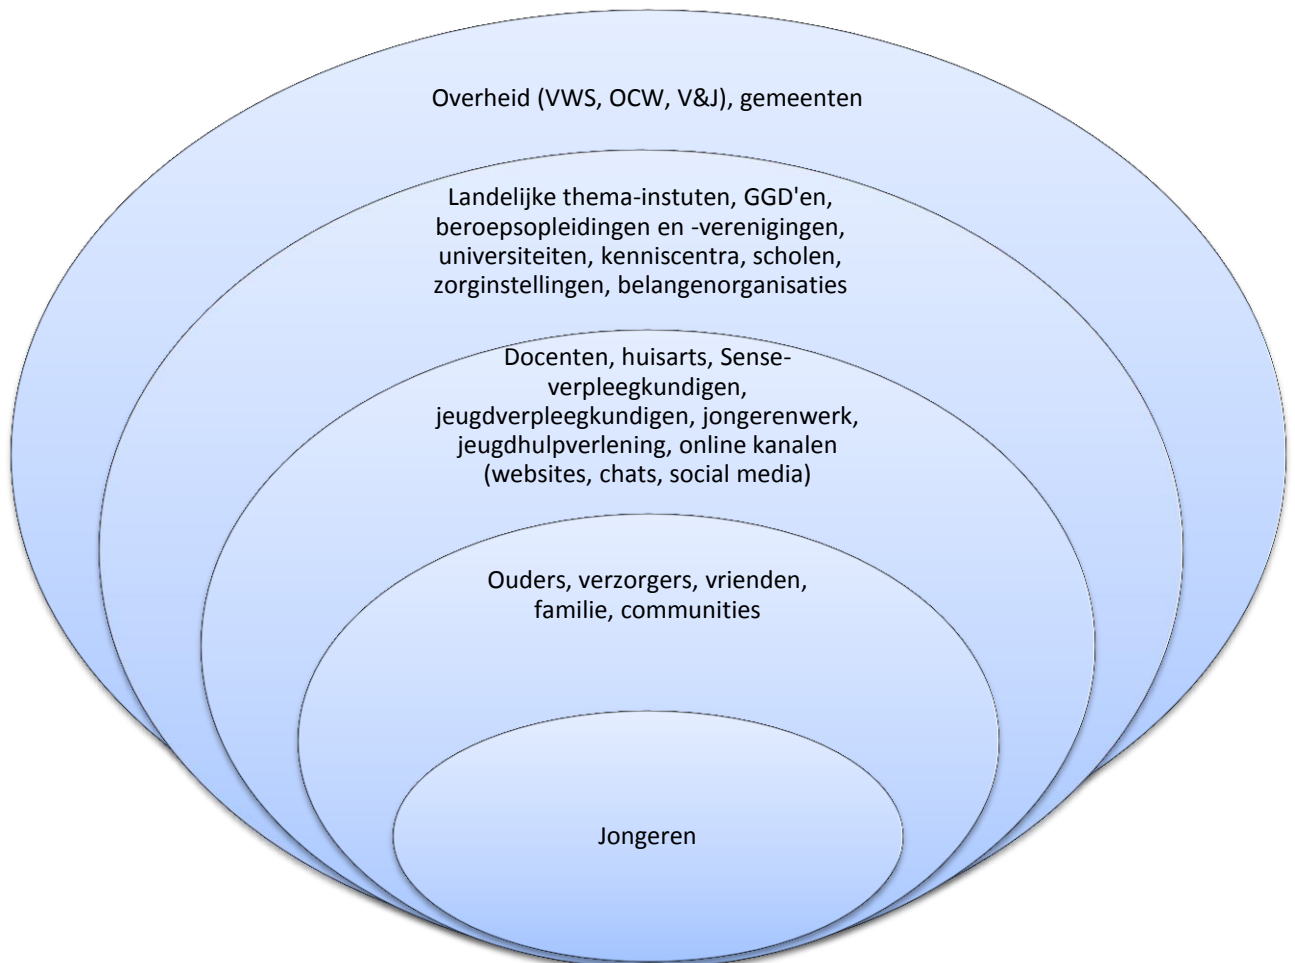 Overheid (VWS, OCW, V&J), gemeenten
Landelijke thema-instuten, GGD'en,
beroepsopleidingen en -verenigingen,
universiteiten, kenniscentra, scholen,
zorginstellingen, belangenorganisaties
Docenten, huisarts, Sense-
verpleegkundigen,
jeugdverpleegkundigen, jongerenwerk,
jeugdhulpverlening, online kanalen
(websites, chats, social media)
Ouders, verzorgers, vrienden,
familie, communities
Jongeren